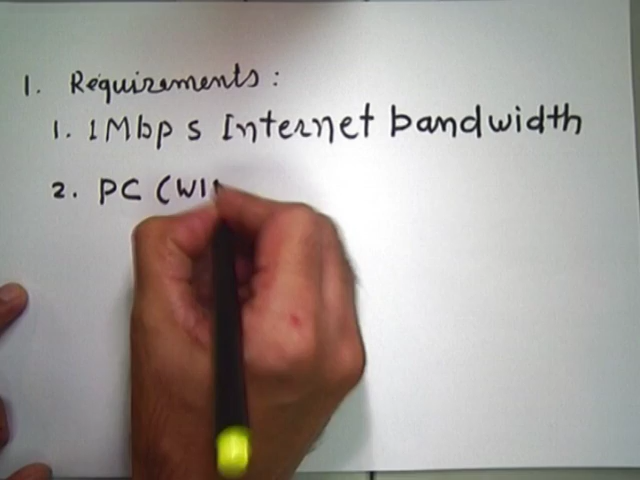 1. Requirements:
1. 1Mbps Internet bandwidth
2. PC (WI